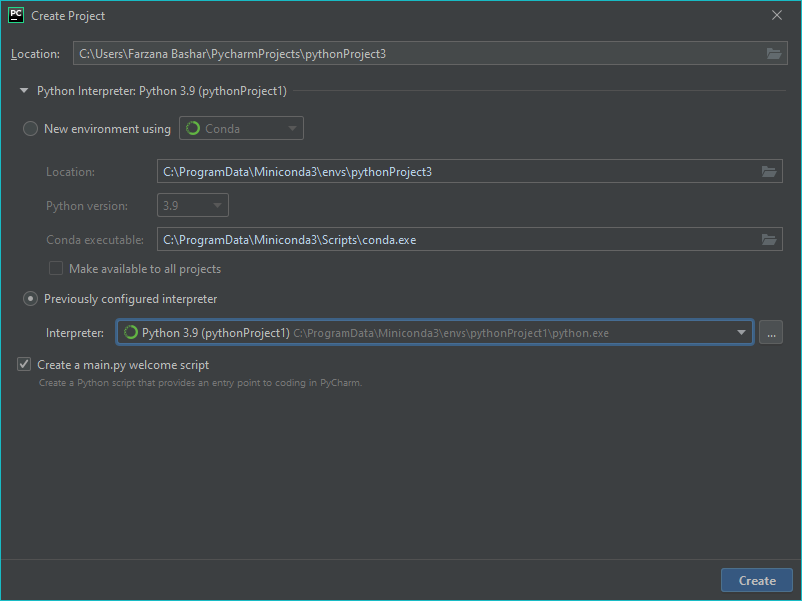 PC Create Project
Location: C:\Users\Farzana Bashar\PycharmProjects\pythonProject3
Python Interpreter: Python 3.9 (pythonProject1)
New environment using Conda
Location: C:\ProgramData\Miniconda3\envs\pythonProject3
Python version: 3.9
Conda executable: C:\ProgramData\Miniconda3\Scripts\conda.exe
Make available to all projects
Previously configured interpreter
Interpreter: Python 3.9 (pythonProject1) C:\ProgramData\Miniconda3\envs\pythonProject1\python.exe ...
Create a main.py welcome script
Create a Python script that provides an entry point to coding in PyCharm.
Create